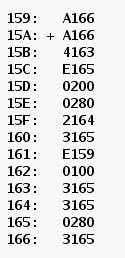 159: A166
15A: + A166
15B: 4163
15C: E165
15D: 0200
15E: 0280
15F: 2164
160: 3165
161: E159
162: 0100
163: 3165
164: 3165
165: 0280
166: 3165